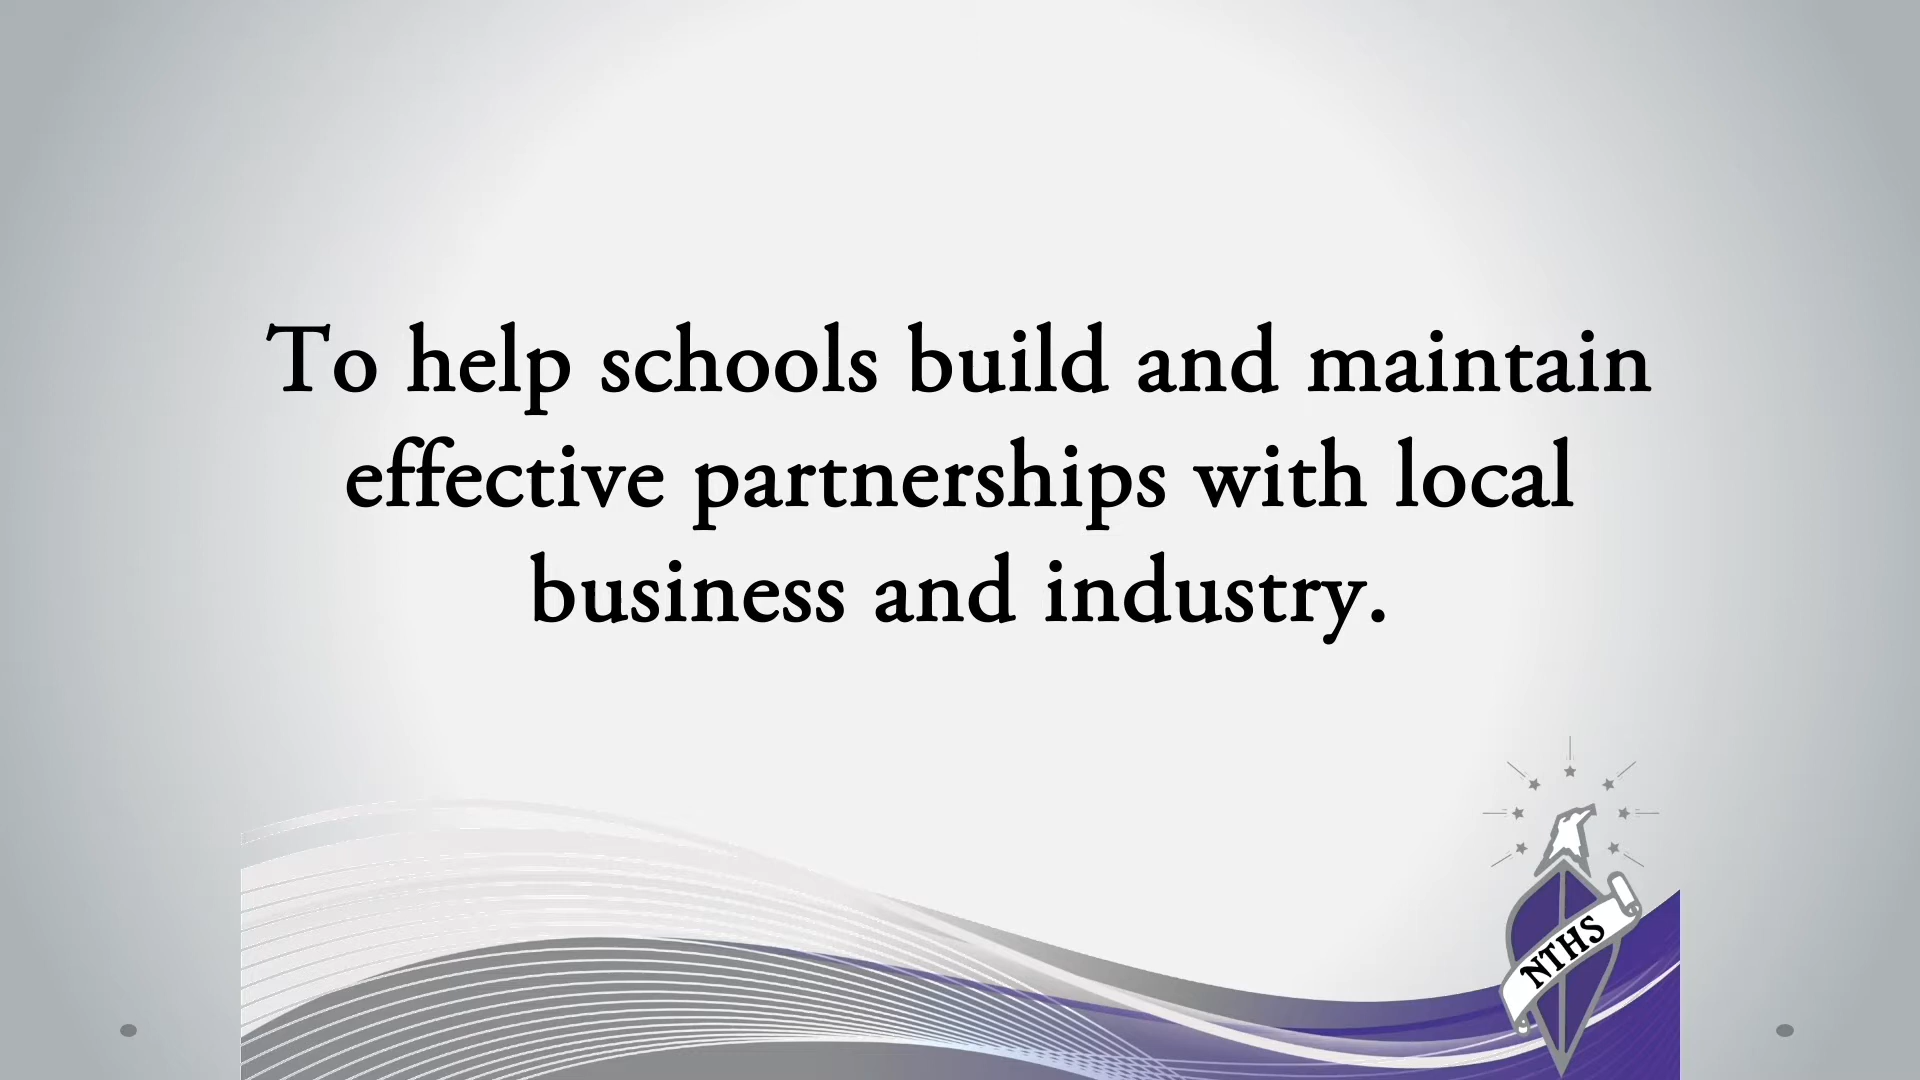 To help schools build and maintain
effective partnerships with local
business and industry.
NTHS